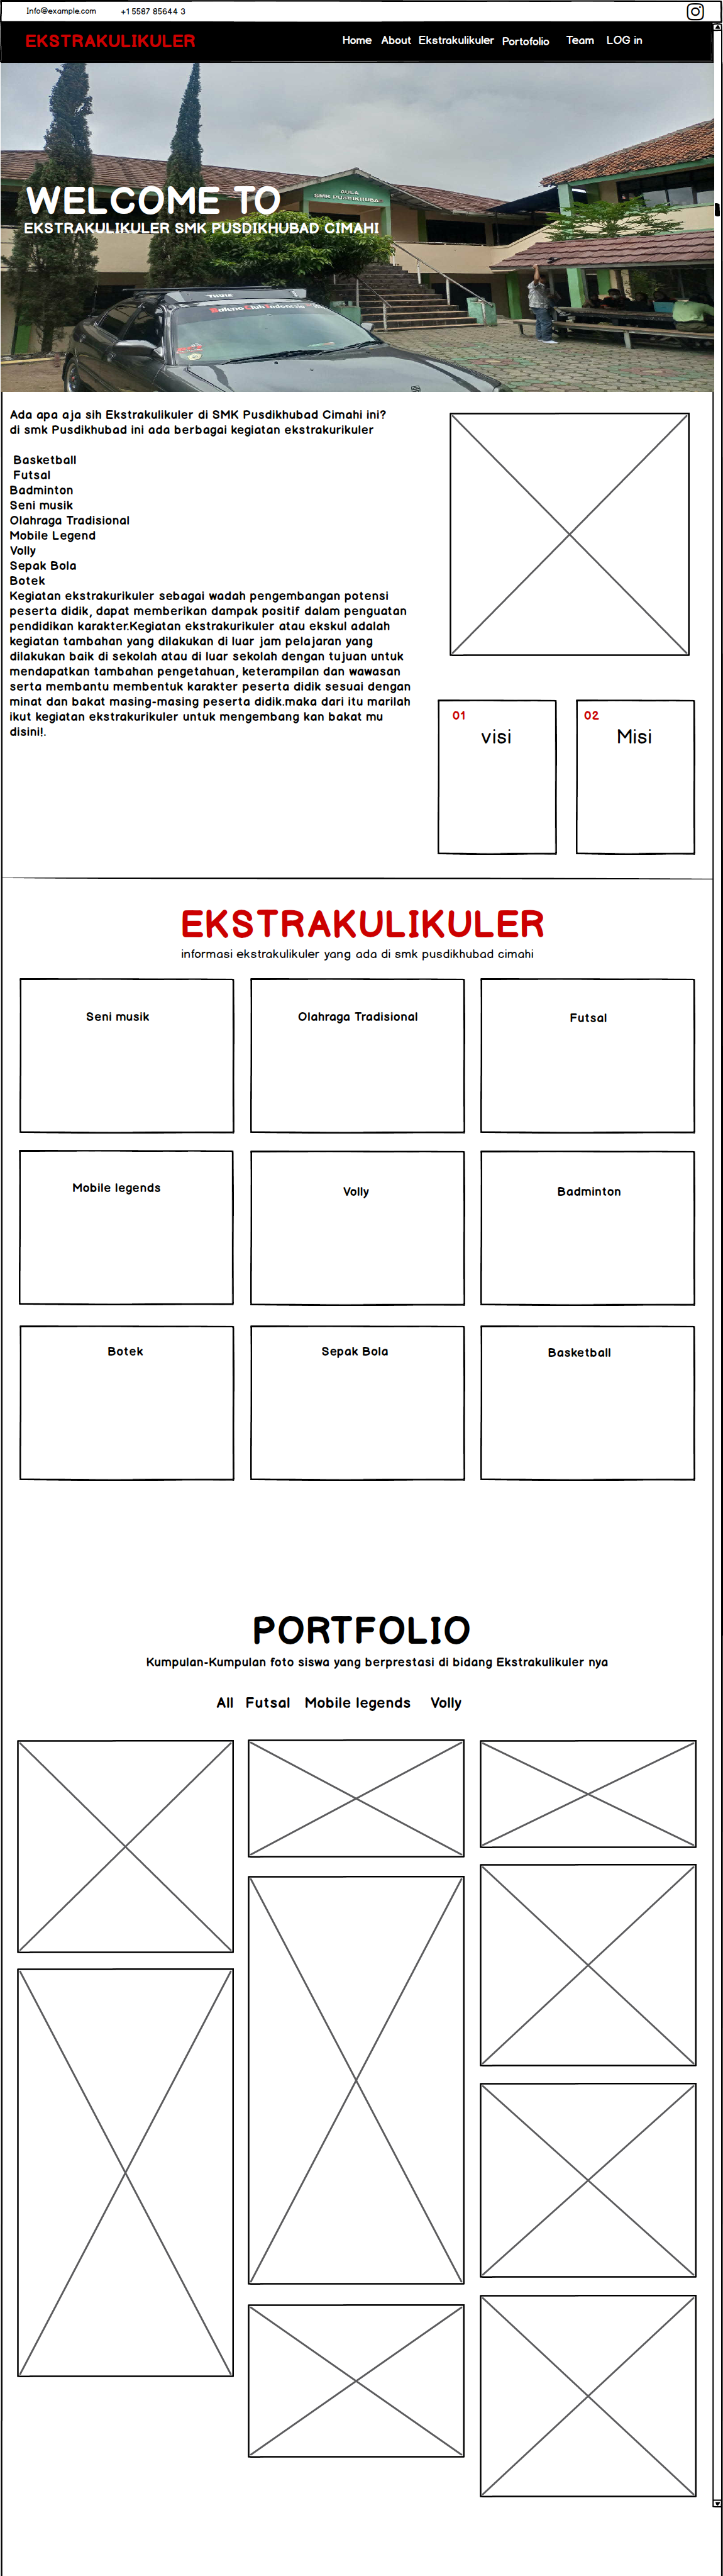 Info@example.com +1 5587 85644 3
EKSTRAKULIKULER Home About Ekstrakulikuler Portofolio Team LOG in
AULA
SMK PUSDIKHUBAD
WELCOME TO
EKSTRAKULIKULER SMK PUSDIKHUBAD CIMAHI
THULE
Baleno Club Indonesia
Ada apa aja sih Ekstrakulikuler di SMK Pusdikhubad Cimahi ini?
di smk Pusdikhubad ini ada berbagai kegiatan ekstrakurikuler
Basketball
Futsal
Badminton
Seni musik
Olahraga Tradisional
Mobile Legend
Volly
Sepak Bola
Botek
Kegiatan ekstrakurikuler sebagai wadah pengembangan potensi
peserta didik, dapat memberikan dampak positif dalam penguatan
pendidikan karakter.Kegiatan ekstrakurikuler atau ekskul adalah
kegiatan tambahan yang dilakukan di luar jam pelajaran yang
dilakukan baik di sekolah atau di luar sekolah dengan tujuan untuk
mendapatkan tambahan pengetahuan, keterampilan dan wawasan
serta membantu membentuk karakter peserta didik sesuai dengan
minat dan bakat masing-masing peserta didik.maka dari itu marilah
ikut kegiatan ekstrakurikuler untuk mengembang kan bakat mu
disini!.
01
visi
02
Misi
EKSTRAKULIKULER
informasi ekstrakulikuler yang ada di smk pusdikhubad cimahi
Seni musik Olahraga Tradisional Futsal
Mobile legends Volly Badminton
Botek Sepak Bola Basketball
PORTFOLIO
Kumpulan-Kumpulan foto siswa yang berprestasi di bidang Ekstrakulikuler nya
All Futsal Mobile legends Volly